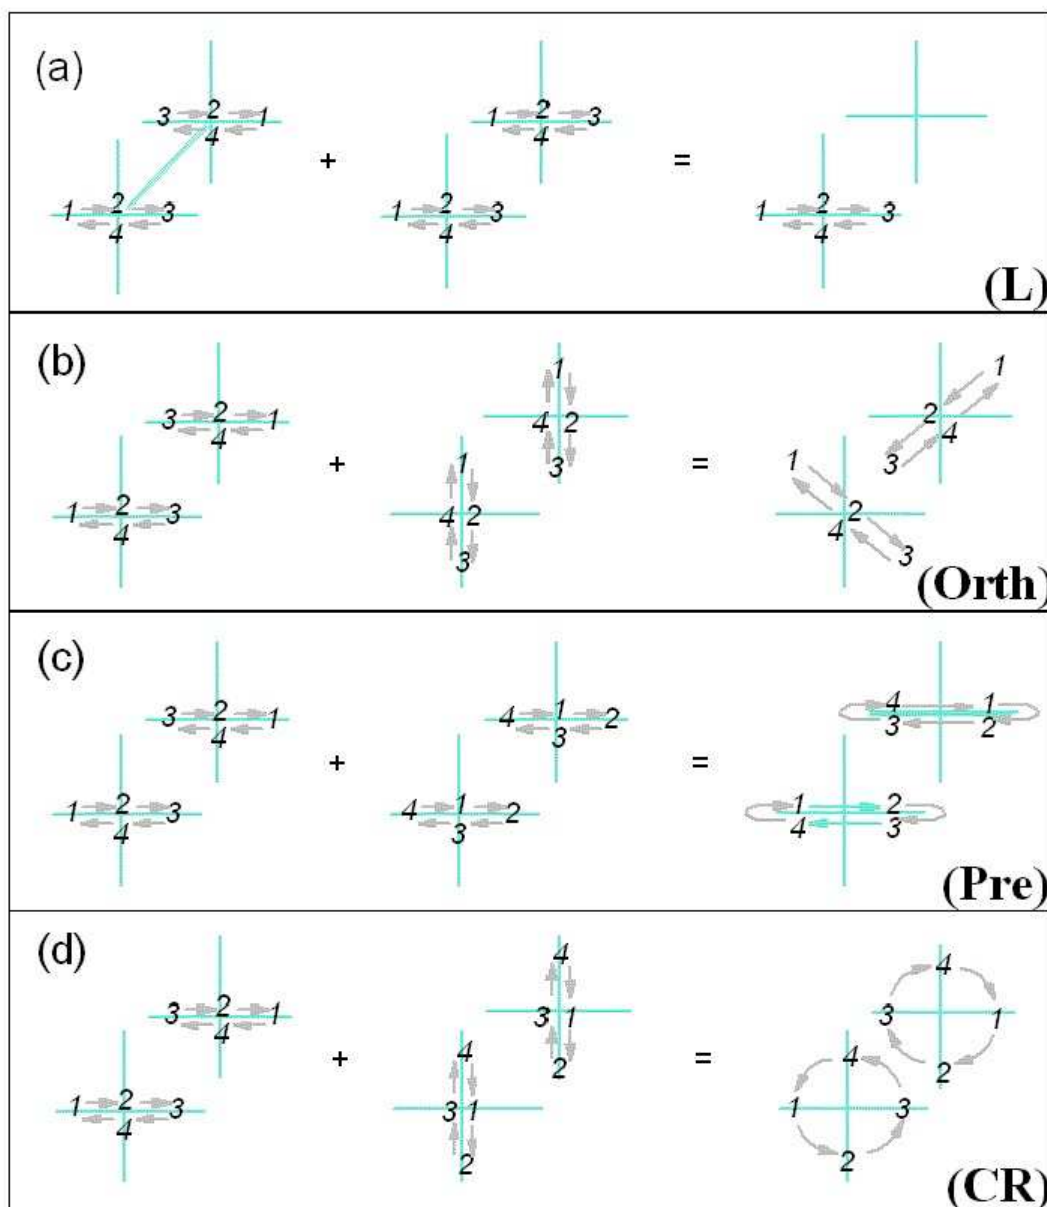 (a)
3 2 1 1 2 3
4 4
+ =
1 2 3 1 2 3 1 2 3
4 4 4
(L)
(b)
1 1
3 2 1 4 2 2
4 4
+ 1 3 = 1 3
1 2 3 4 2 2
4 4
3 3
(Orth)
(c)
3 2 1 4 1 2 4 1
4 3 3 2
+ =
1 2 3 4 1 2 1 2
4 3 4 3
(Pre)
(d)
4 4
3 2 1 3 1 3 1
4 2 2
+ 4 = 4
1 2 3 3 1 1 3
4 2 2
(CR)